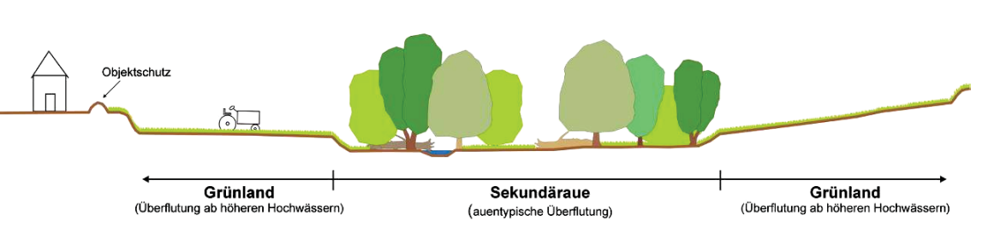 Objektschutz
Grünland
(Überflutung ab höheren Hochwässern)
Sekundäraue
(auentypische Überflutung)
Grünland
(Überflutung ab höheren Hochwässern)